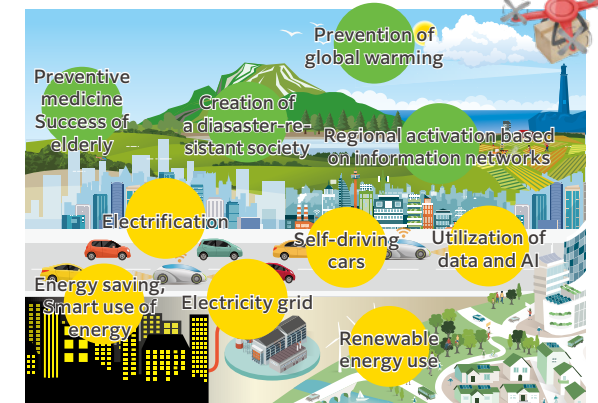 Prevention of
global warming
Preventive
medicine
Success of
elderly
Creation of
a diasaster-re-
sistant society
Regional activation based
on information networks
Electrification
Self-driving
cars
Utilization of
data and AI
Energy saving,
Smart use of
energy
Electricity grid
Renewable
energy use